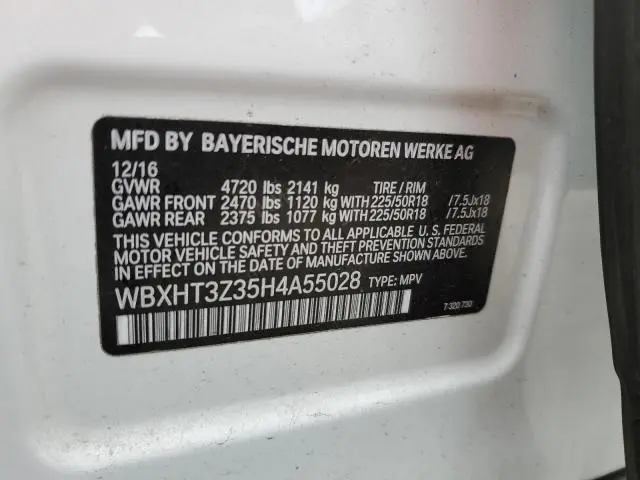 MFD BY BAYERISCHE MOTOREN WERKE AG
12/16
GVWR 4720 lbs 2141 kg TIRE / RIM
GAWR FRONT 2470 lbs 1120 kg WITH 225/50R18 /7.5Jx18
GAWR REAR 2375 lbs 1077 kg WITH 225/50R18 /7.5Jx18
THIS VEHICLE CONFORMS TO ALL APPLICABLE U. S. FEDERAL
MOTOR VEHICLE SAFETY AND THEFT PREVENTION STANDARDS
IN EFFECT ON THE DATE OF MANUFACTURE SHOWN ABOVE.
WBXHT3Z35H4A55028 TYPE: MPV
7 320 730